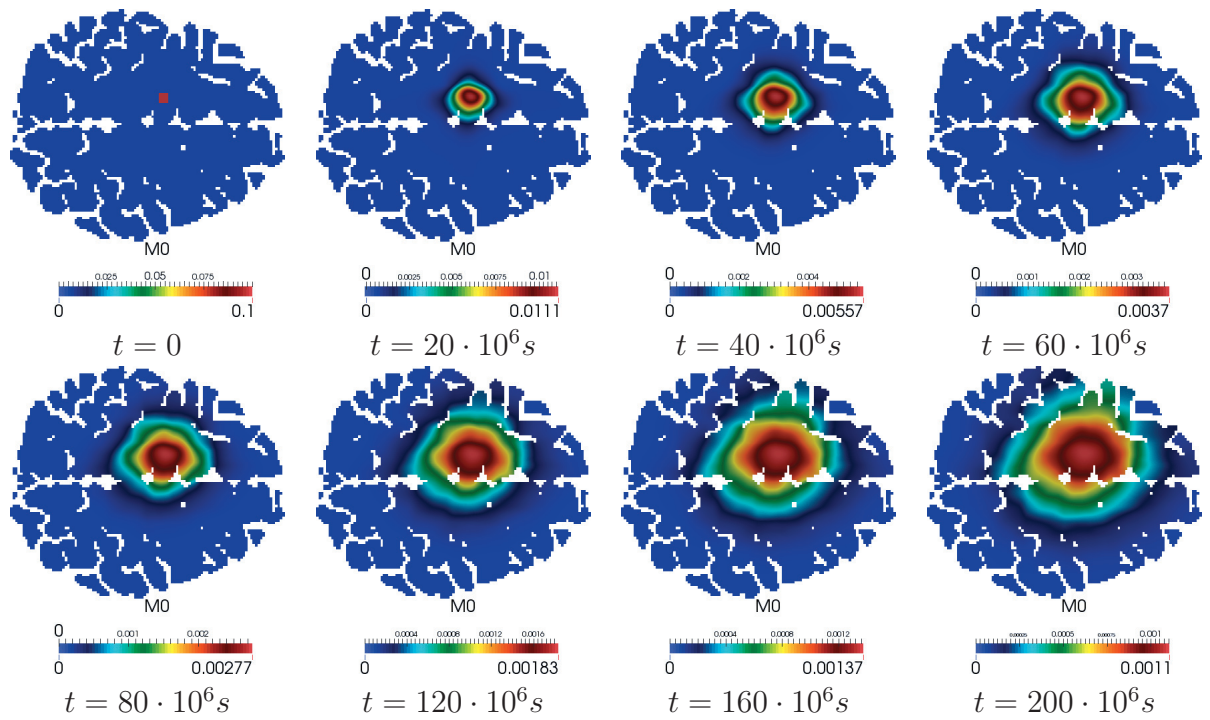 M0 M0 M0 M0
0.025 0.05 0.075 0 0.0025 0.005 0.0075 0.01 0 0.002 0.004 0 0.001 0.002 0.003
0 0.1 0 0.0111 0 0.00557 0 0.0037
t = 0 t = 20 · 10⁶s t = 40 · 10⁶s t = 60 · 10⁶s
M0 M0 M0 M0
0 0.001 0.002 0.0004 0.0008 0.0012 0.0016 0.0004 0.0008 0.0012 0.00025 0.0005 0.00075 0.001
0 0.00277 0 0.00183 0 0.00137 0 0.0011
t = 80 · 10⁶s t = 120 · 10⁶s t = 160 · 10⁶s t = 200 · 10⁶s